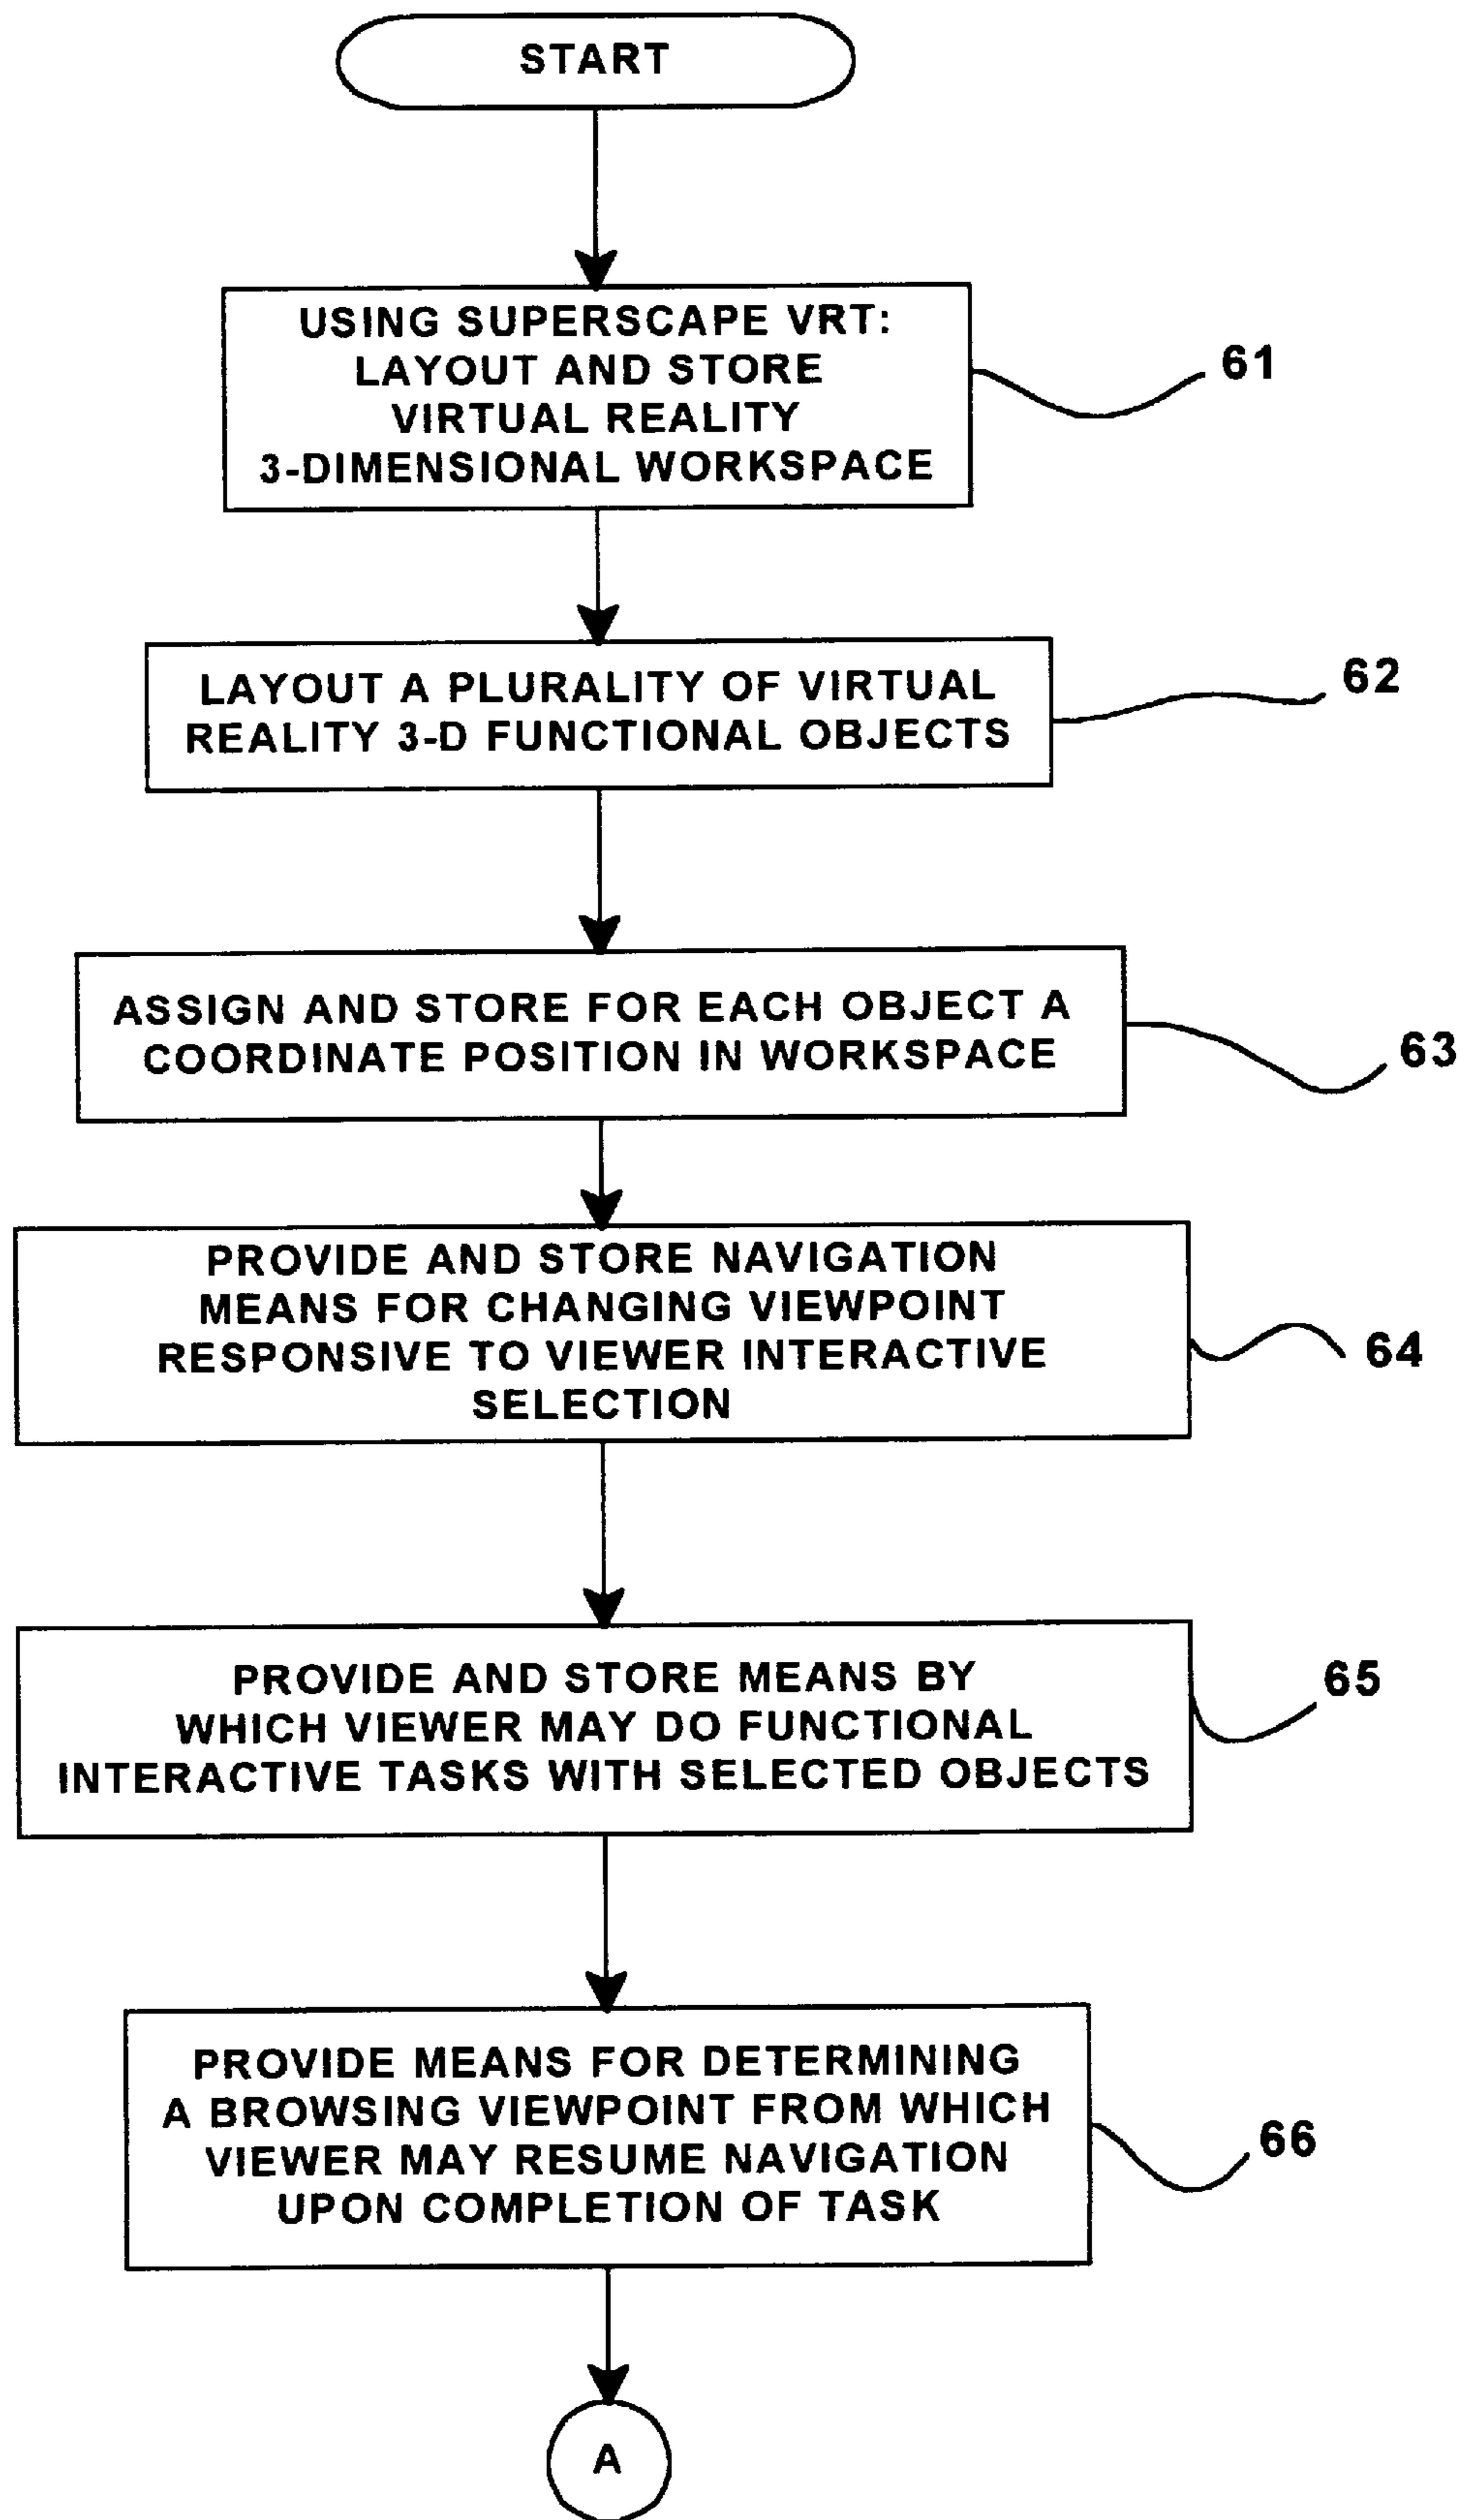 START
USING SUPERSCAPE VRT:
LAYOUT AND STORE
VIRTUAL REALITY
3-DIMENSIONAL WORKSPACE
61
LAYOUT A PLURALITY OF VIRTUAL
REALITY 3-D FUNCTIONAL OBJECTS
62
ASSIGN AND STORE FOR EACH OBJECT A
COORDINATE POSITION IN WORKSPACE
63
PROVIDE AND STORE NAVIGATION
MEANS FOR CHANGING VIEWPOINT
RESPONSIVE TO VIEWER INTERACTIVE
SELECTION
64
PROVIDE AND STORE MEANS BY
WHICH VIEWER MAY DO FUNCTIONAL
INTERACTIVE TASKS WITH SELECTED OBJECTS
65
PROVIDE MEANS FOR DETERMINING
A BROWSING VIEWPOINT FROM WHICH
VIEWER MAY RESUME NAVIGATION
UPON COMPLETION OF TASK
66
A